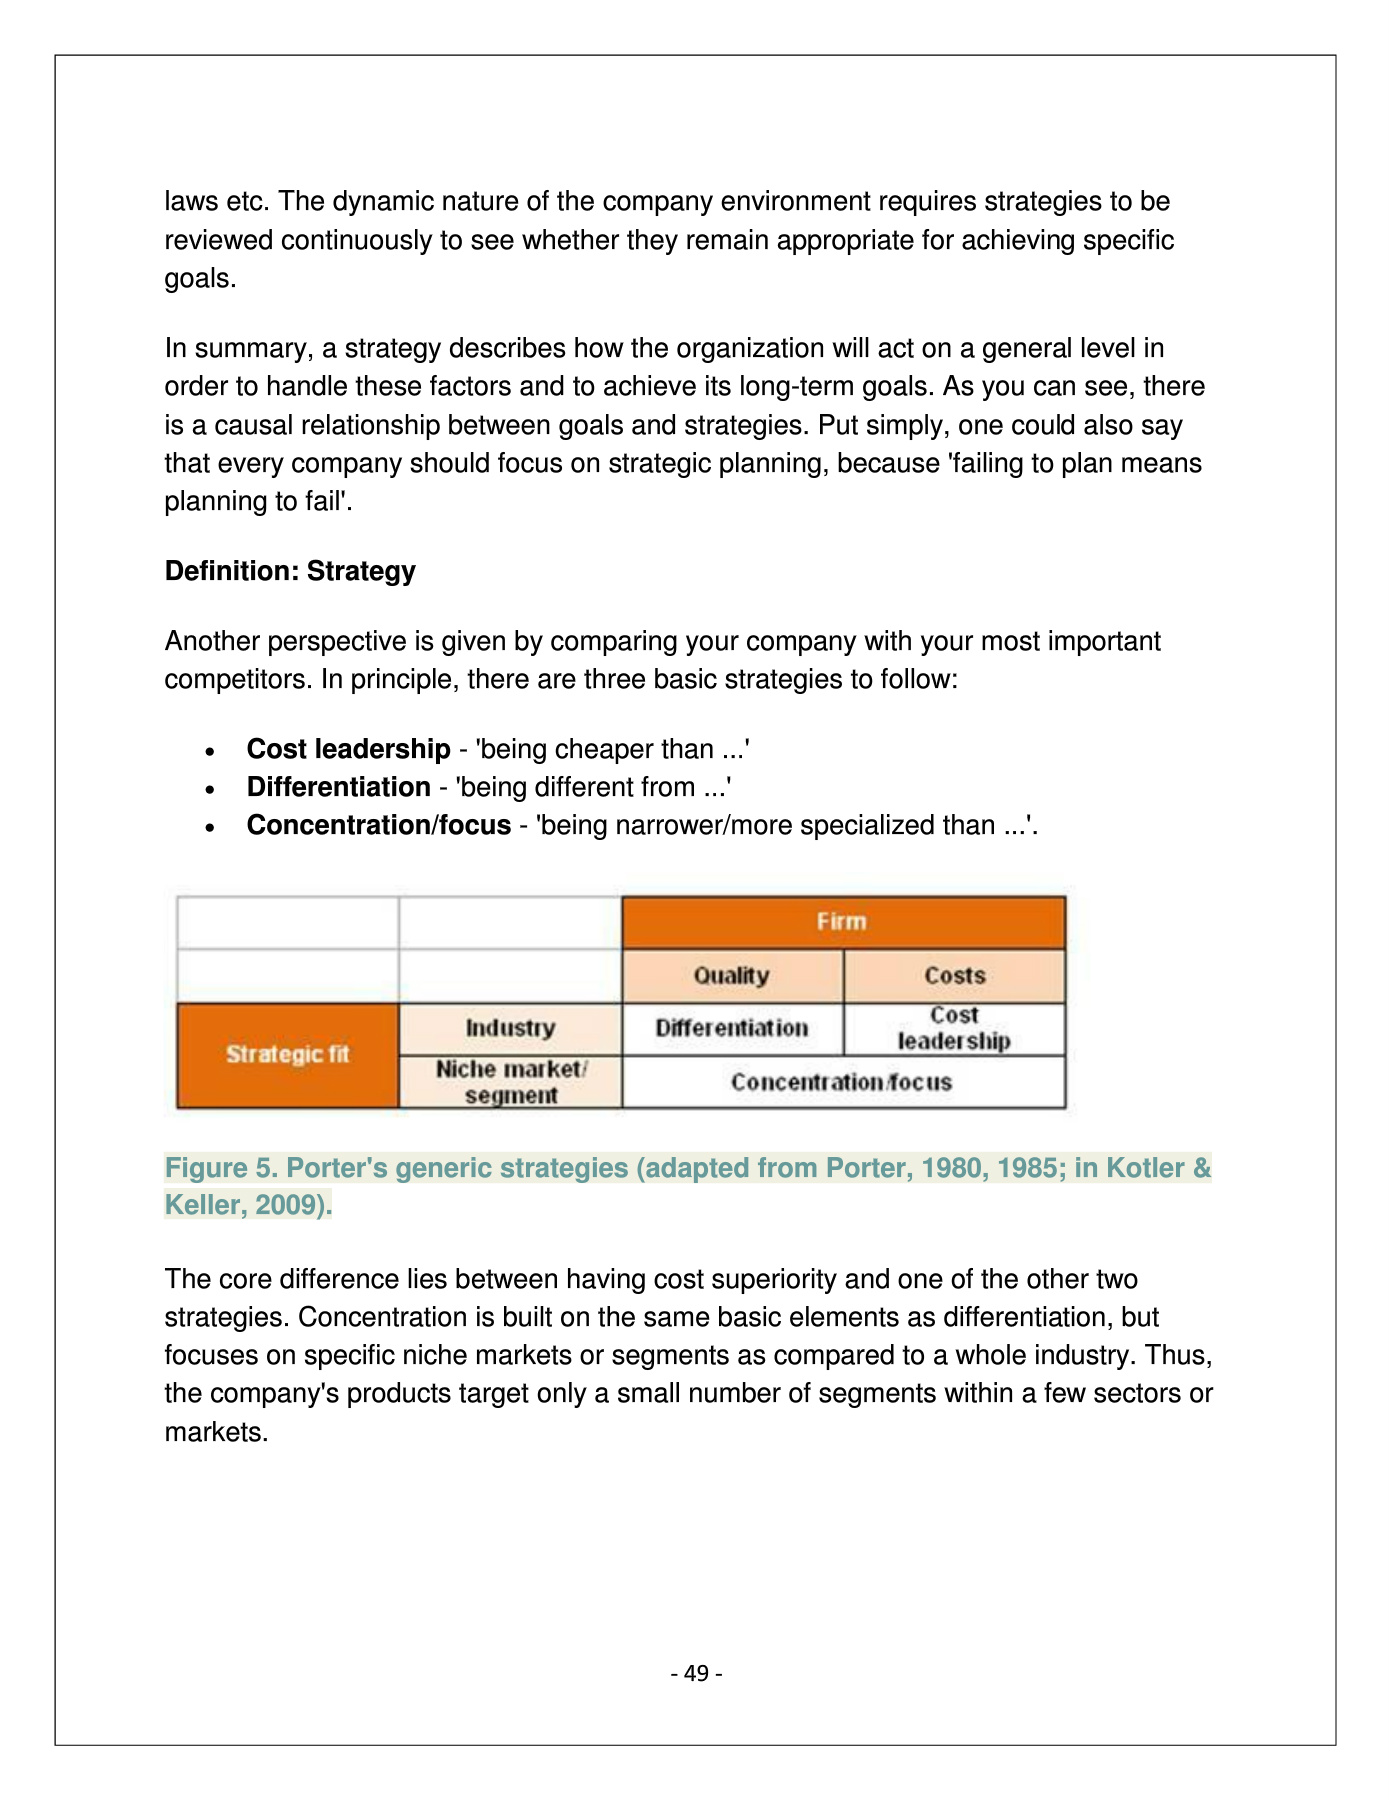 laws etc. The dynamic nature of the company environment requires strategies to be
reviewed continuously to see whether they remain appropriate for achieving specific
goals.
In summary, a strategy describes how the organization will act on a general level in
order to handle these factors and to achieve its long-term goals. As you can see, there
is a causal relationship between goals and strategies. Put simply, one could also say
that every company should focus on strategic planning, because 'failing to plan means
planning to fail'.
Definition: Strategy
Another perspective is given by comparing your company with your most important
competitors. In principle, there are three basic strategies to follow:
• Cost leadership - 'being cheaper than ...'
• Differentiation - 'being different from ...'
• Concentration/focus - 'being narrower/more specialized than ...'.
Firm
Quality Costs
Strategic fit
Industry
Differentiation
Cost
leadership
Niche market/
segment
Concentration/focus
Figure 5. Porter's generic strategies (adapted from Porter, 1980, 1985; in Kotler &
Keller, 2009).
The core difference lies between having cost superiority and one of the other two
strategies. Concentration is built on the same basic elements as differentiation, but
focuses on specific niche markets or segments as compared to a whole industry. Thus,
the company's products target only a small number of segments within a few sectors or
markets.
- 49 -